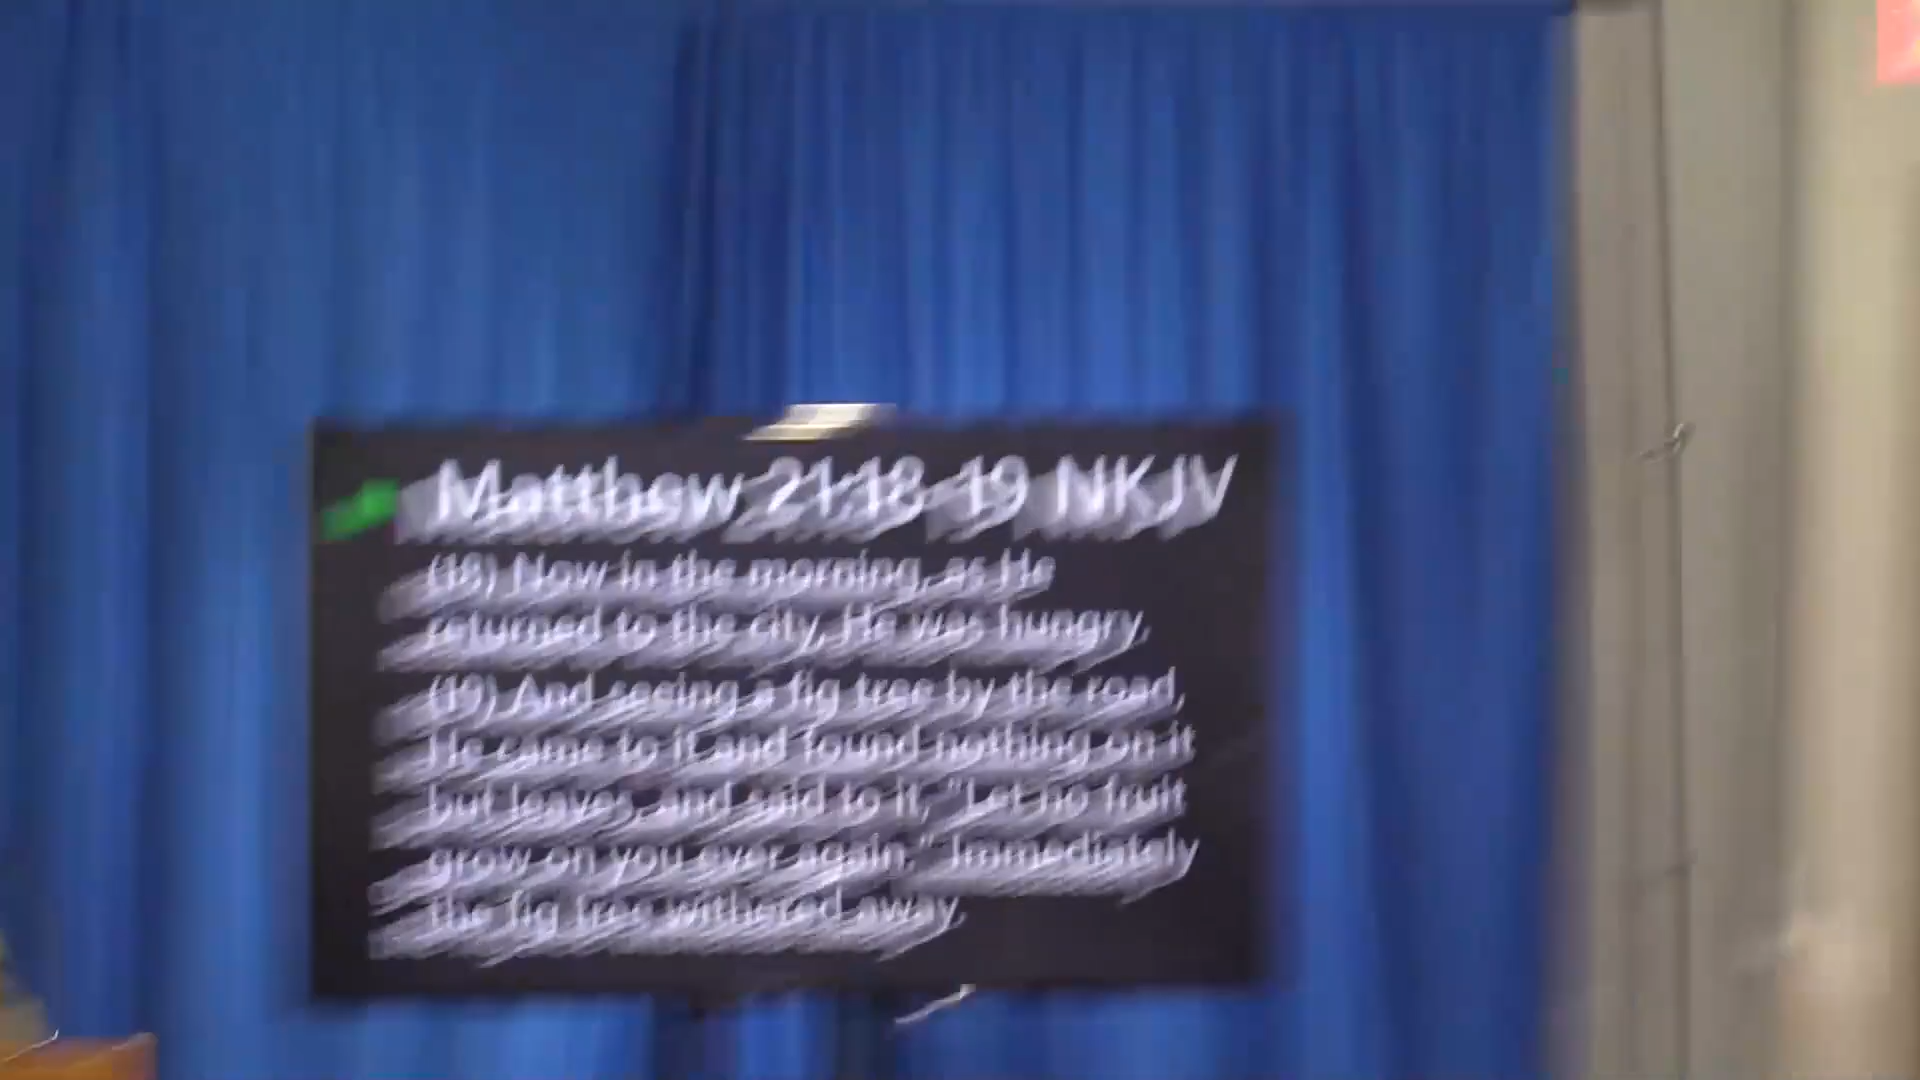 Matthew 21:18-19 NKJV
(18) Now in the morning, as He
returned to the city, He was hungry.
(19) And seeing a fig tree by the road,
He came to it and found nothing on it
but leaves, and said to it, "Let no fruit
grow on you ever again." Immediately
the fig tree withered away.